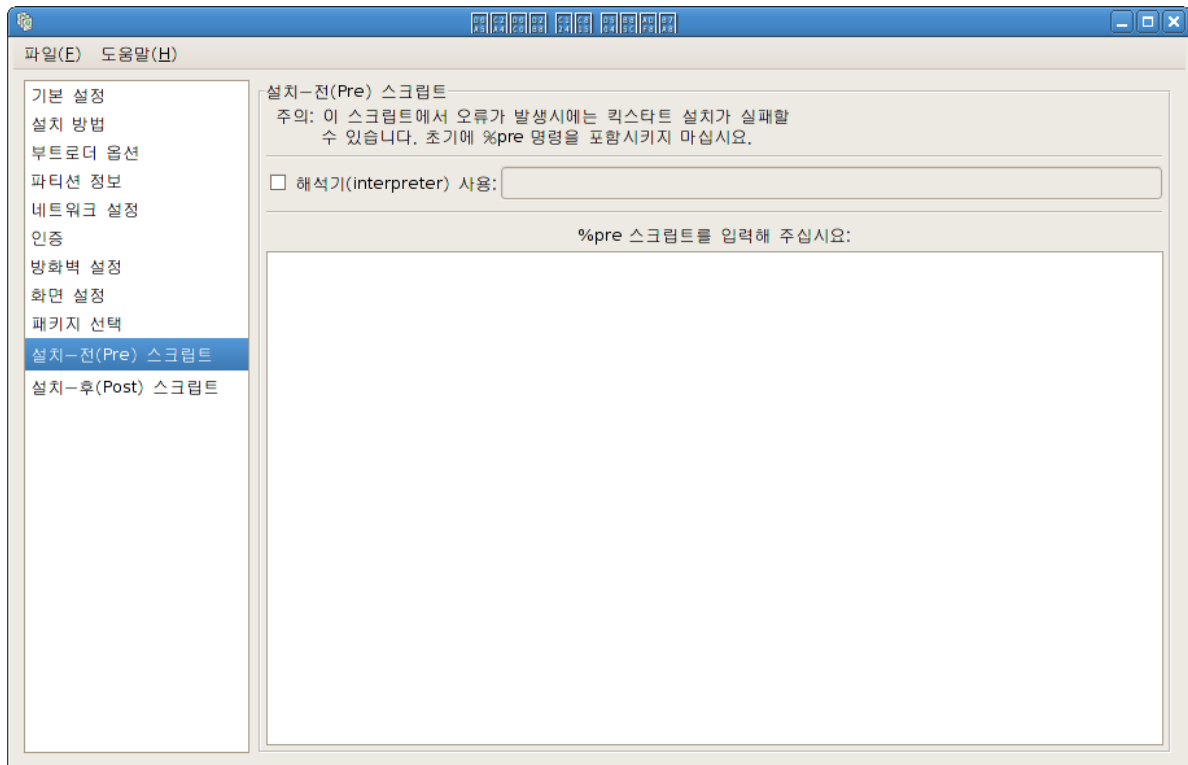 파일(F) 도움말(H)
기본 설정
설치 방법
부트로더 옵션
파티션 정보
네트워크 설정
인증
방화벽 설정
화면 설정
패키지 선택
설치-전(Pre) 스크립트
설치-후(Post) 스크립트
설치-전(Pre) 스크립트
주의: 이 스크립트에서 오류가 발생시에는 킥스타트 설치가 실패할
수 있습니다. 초기에 %pre 명령을 포함시키지 마십시요.
해석기(interpreter) 사용:
%pre 스크립트를 입력해 주십시요: